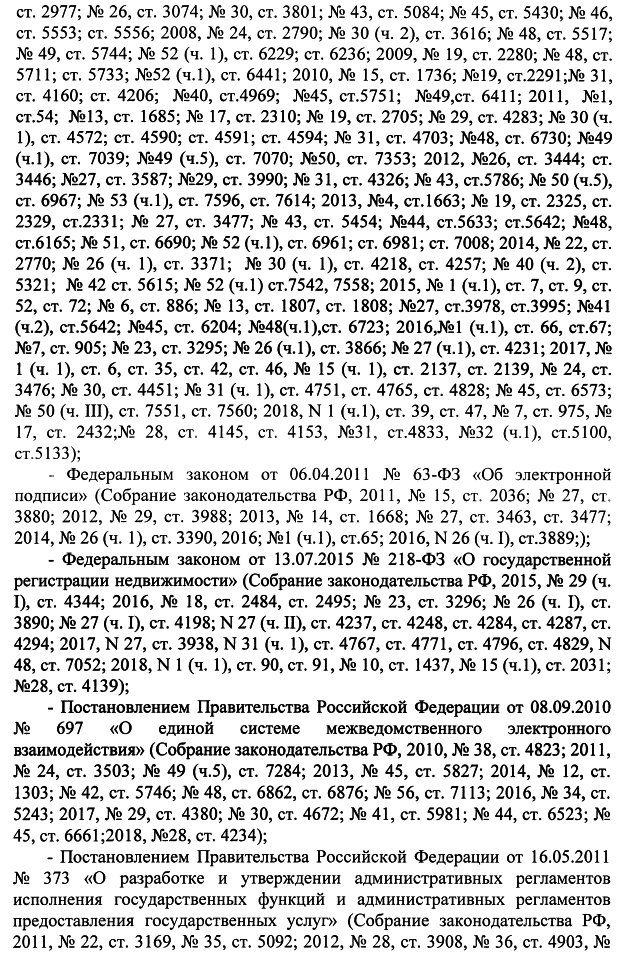 ст. 2977; № 26, ст. 3074; № 30, ст. 3801; № 43, ст. 5084; № 45, ст. 5430; № 46,
ст. 5553; ст. 5556; 2008, № 24, ст. 2790; № 30 (ч. 2), ст. 3616; № 48, ст. 5517;
№ 49, ст. 5744; № 52 (ч. 1), ст. 6229; ст. 6236; 2009, № 19, ст. 2280; № 48, ст.
5711; ст. 5733; №52 (ч.1), ст. 6441; 2010, № 15, ст. 1736; №19, ст.2291;№ 31,
ст. 4160; ст. 4206; №40, ст.4969; №45, ст.5751; №49,ст. 6411; 2011, №1,
ст.54; №13, ст. 1685; № 17, ст. 2310; № 19, ст. 2705; № 29, ст. 4283; № 30 (ч.
1), ст. 4572; ст. 4590; ст. 4591; ст. 4594; № 31, ст. 4703; №48, ст. 6730; №49
(ч.1), ст. 7039; №49 (ч.5), ст. 7070; №50, ст. 7353; 2012, №26, ст. 3444; ст.
3446; №27, ст. 3587; №29, ст. 3990; № 31, ст. 4326; № 43, ст.5786; № 50 (ч.5),
ст. 6967; № 53 (ч.1), ст. 7596, ст. 7614; 2013, №4, ст.1663; № 19, ст. 2325, ст.
2329, ст.2331; № 27, ст. 3477; № 43, ст. 5454; №44, ст.5633; ст.5642; №48,
ст.6165; № 51, ст. 6690; № 52 (ч.1), ст. 6961; ст. 6981; ст. 7008; 2014, № 22, ст.
2770; № 26 (ч. 1), ст. 3371; № 30 (ч. 1), ст. 4218, ст. 4257; № 40 (ч. 2), ст.
5321; № 42 ст. 5615; № 52 (ч.1) ст.7542, 7558; 2015, № 1 (ч.1), ст. 7, ст. 9, ст.
52, ст. 72; № 6, ст. 886; № 13, ст. 1807, ст. 1808; №27, ст.3978, ст.3995; №41
(ч.2), ст.5642; №45, ст. 6204; №48(ч.1),ст. 6723; 2016,№1 (ч.1), ст. 66, ст.67;
№7, ст. 905; № 23, ст. 3295; № 26 (ч.1), ст. 3866; № 27 (ч.1), ст. 4231; 2017, №
1 (ч. 1), ст. 6, ст. 35, ст. 42, ст. 46, № 15 (ч. 1), ст. 2137, ст. 2139, № 24, ст.
3476; № 30, ст. 4451; № 31 (ч. 1), ст. 4751, ст. 4765, ст. 4828; № 45, ст. 6573;
№ 50 (ч. III), ст. 7551, ст. 7560; 2018, N 1 (ч.1), ст. 39, ст. 47, № 7, ст. 975, №
17, ст. 2432;№ 28, ст. 4145, ст. 4153, №31, ст.4833, №32 (ч.1), ст.5100,
ст.5133);
- Федеральным законом от 06.04.2011 № 63-ФЗ «Об электронной
подписи» (Собрание законодательства РФ, 2011, № 15, ст. 2036; № 27, ст.
3880; 2012, № 29, ст. 3988; 2013, № 14, ст. 1668; № 27, ст. 3463, ст. 3477;
2014, № 26 (ч. 1), ст. 3390, 2016; №1 (ч.1), ст.65; 2016, N 26 (ч. I), ст.3889;);
- Федеральным законом от 13.07.2015 № 218-ФЗ «О государственной
регистрации недвижимости» (Собрание законодательства РФ, 2015, № 29 (ч.
I), ст. 4344; 2016, № 18, ст. 2484, ст. 2495; № 23, ст. 3296; № 26 (ч. I), ст.
3890; № 27 (ч. I), ст. 4198; N 27 (ч. II), ст. 4237, ст. 4248, ст. 4284, ст. 4287, ст.
4294; 2017, N 27, ст. 3938, N 31 (ч. 1), ст. 4767, ст. 4771, ст. 4796, ст. 4829, N
48, ст. 7052; 2018, N 1 (ч. 1), ст. 90, ст. 91, № 10, ст. 1437, № 15 (ч.1), ст. 2031;
№28, ст. 4139);
- Постановлением Правительства Российской Федерации от 08.09.2010
№ 697 «О единой системе межведомственного электронного
взаимодействия» (Собрание законодательства РФ, 2010, № 38, ст. 4823; 2011,
№ 24, ст. 3503; № 49 (ч.5), ст. 7284; 2013, № 45, ст. 5827; 2014, № 12, ст.
1303; № 42, ст. 5746; № 48, ст. 6862, ст. 6876; № 56, ст. 7113; 2016, № 34, ст.
5243; 2017, № 29, ст. 4380; № 30, ст. 4672; № 41, ст. 5981; № 44, ст. 6523; №
45, ст. 6661;2018, №28, ст. 4234);
- Постановлением Правительства Российской Федерации от 16.05.2011
№ 373 «О разработке и утверждении административных регламентов
исполнения государственных функций и административных регламентов
предоставления государственных услуг» (Собрание законодательства РФ,
2011, № 22, ст. 3169, № 35, ст. 5092; 2012, № 28, ст. 3908, № 36, ст. 4903, №